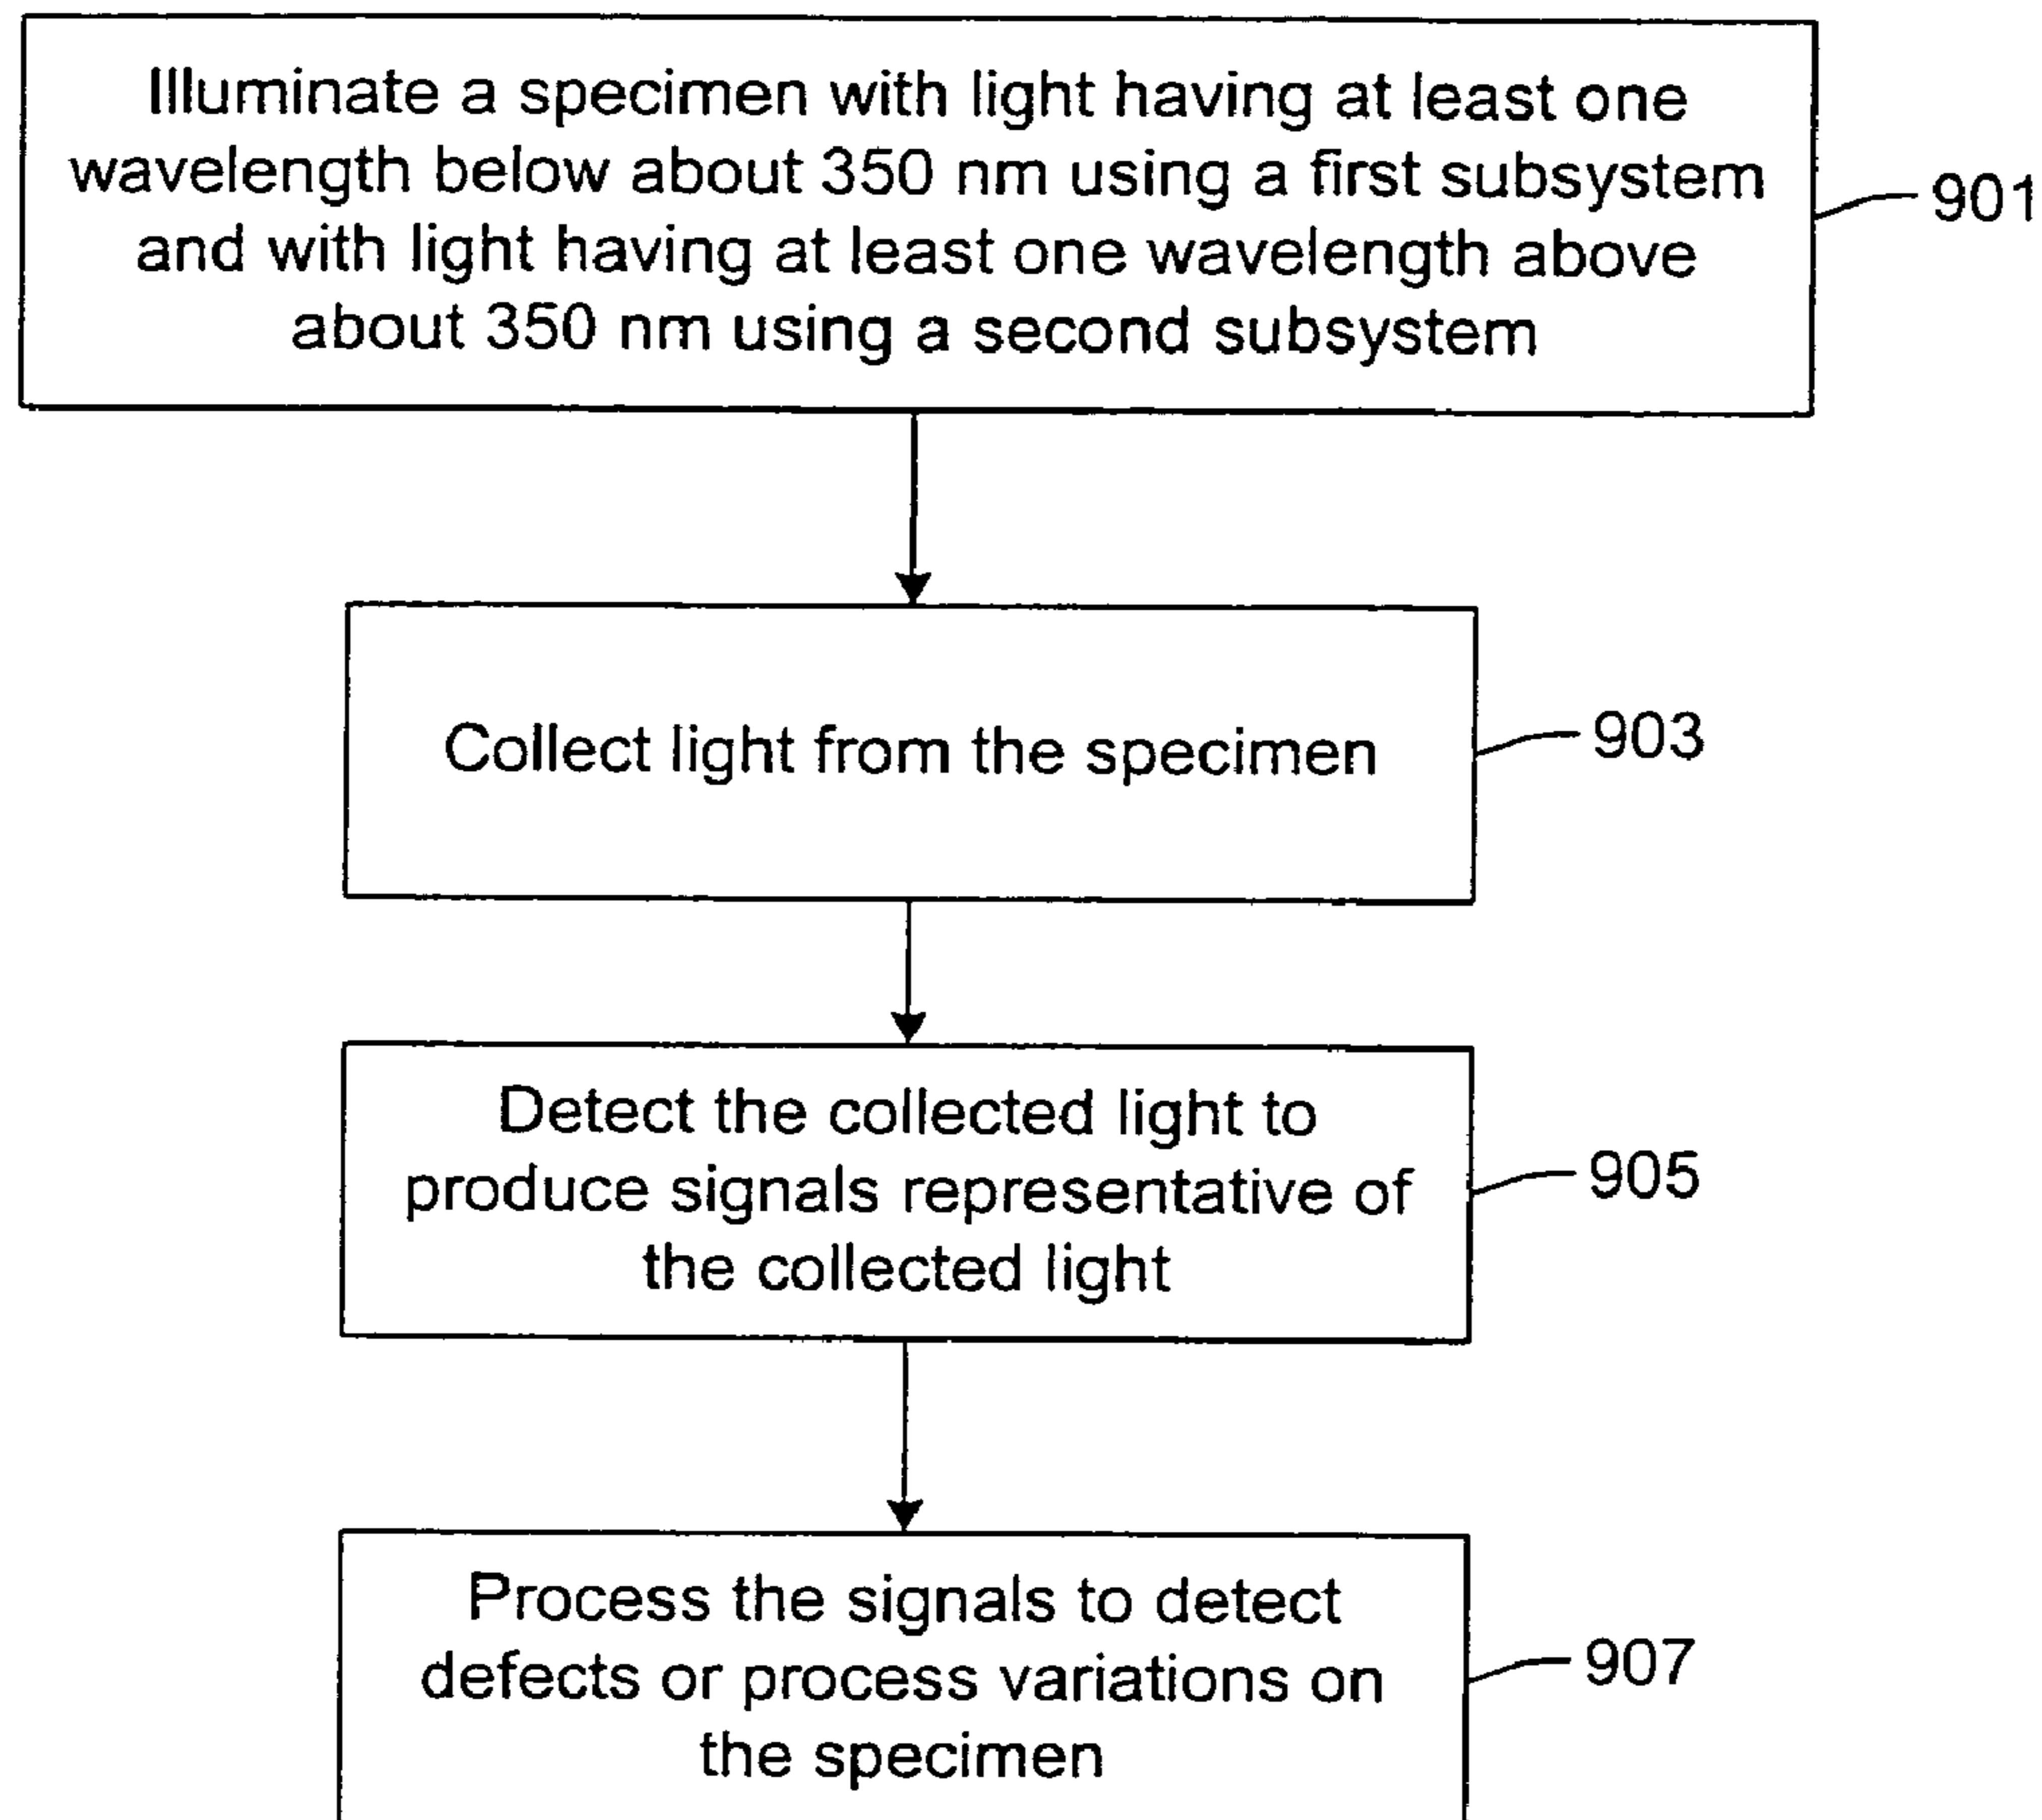 Illuminate a specimen with light having at least one
wavelength below about 350 nm using a first subsystem
and with light having at least one wavelength above
about 350 nm using a second subsystem
901
Collect light from the specimen
903
Detect the collected light to
produce signals representative of
the collected light
905
Process the signals to detect
defects or process variations on
the specimen
907